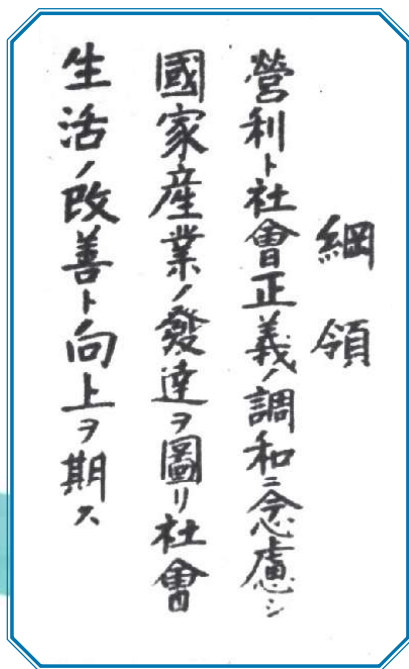 綱領
營利ト社會正義ノ調和ニ念慮シ
國家産業ノ發達ヲ圖リ社會
生活ノ改善ト向上ヲ期ス